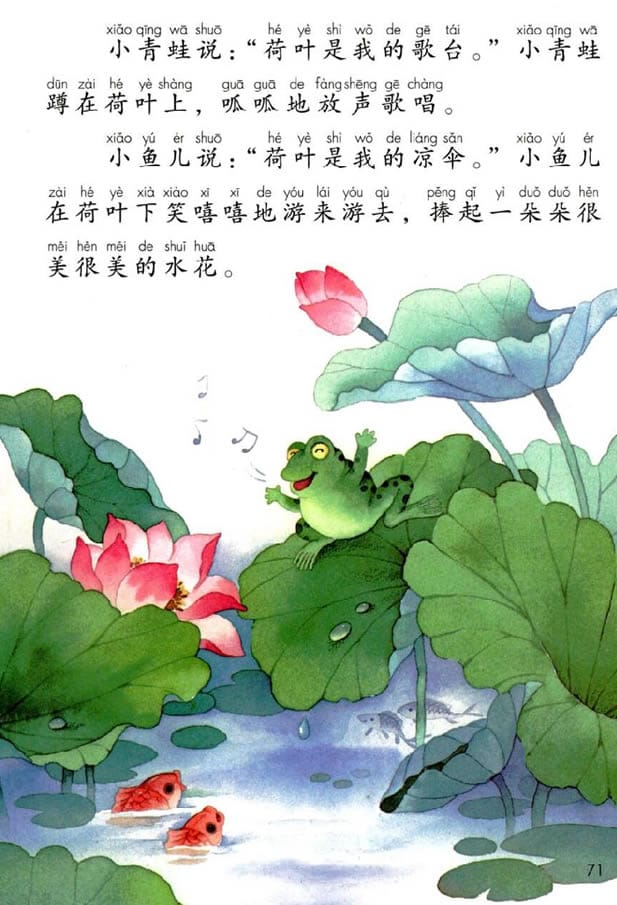 xiǎo qīng wā shuō hé yè shì wǒ de gē tái xiǎo qīng wā
小青蛙说：“荷叶是我的歌台。”小青蛙
dūn zài hé yè shàng guā guā de fàng shēng gē chàng
蹲在荷叶上，呱呱地放声歌唱。
xiǎo yú ér shuō hé yè shì wǒ de liáng sǎn xiǎo yú ér
小鱼儿说：“荷叶是我的凉伞。”小鱼儿
zài hé yè xià xiào xī xī de yóu lái yóu qù pěng qǐ yì duǒ duǒ hěn
在荷叶下笑嘻嘻地游来游去，捧起一朵朵很
měi hěn měi de shuǐ huā
美很美的水花。
71